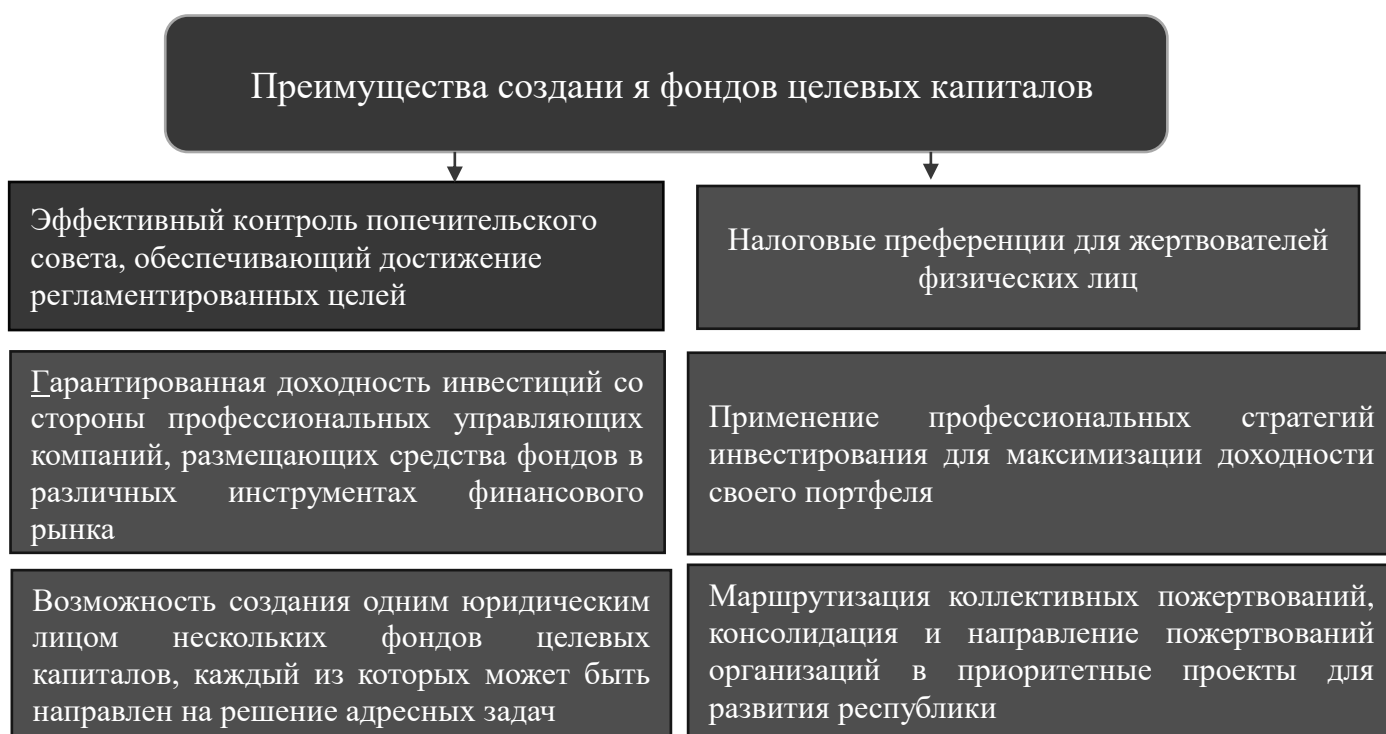 Преимущества создани я фондов целевых капиталов
Эффективный контроль попечительского
совета, обеспечивающий достижение
регламентированных целей
Налоговые преференции для жертвователей
физических лиц
Гарантированная доходность инвестиций со
стороны профессиональных управляющих
компаний, размещающих средства фондов в
различных инструментах финансового
рынка
Применение профессиональных стратегий
инвестирования для максимизации доходности
своего портфеля
Возможность создания одним юридическим
лицом нескольких фондов целевых
капиталов, каждый из которых может быть
направлен на решение адресных задач
Маршрутизация коллективных пожертвований,
консолидация и направление пожертвований
организаций в приоритетные проекты для
развития республики